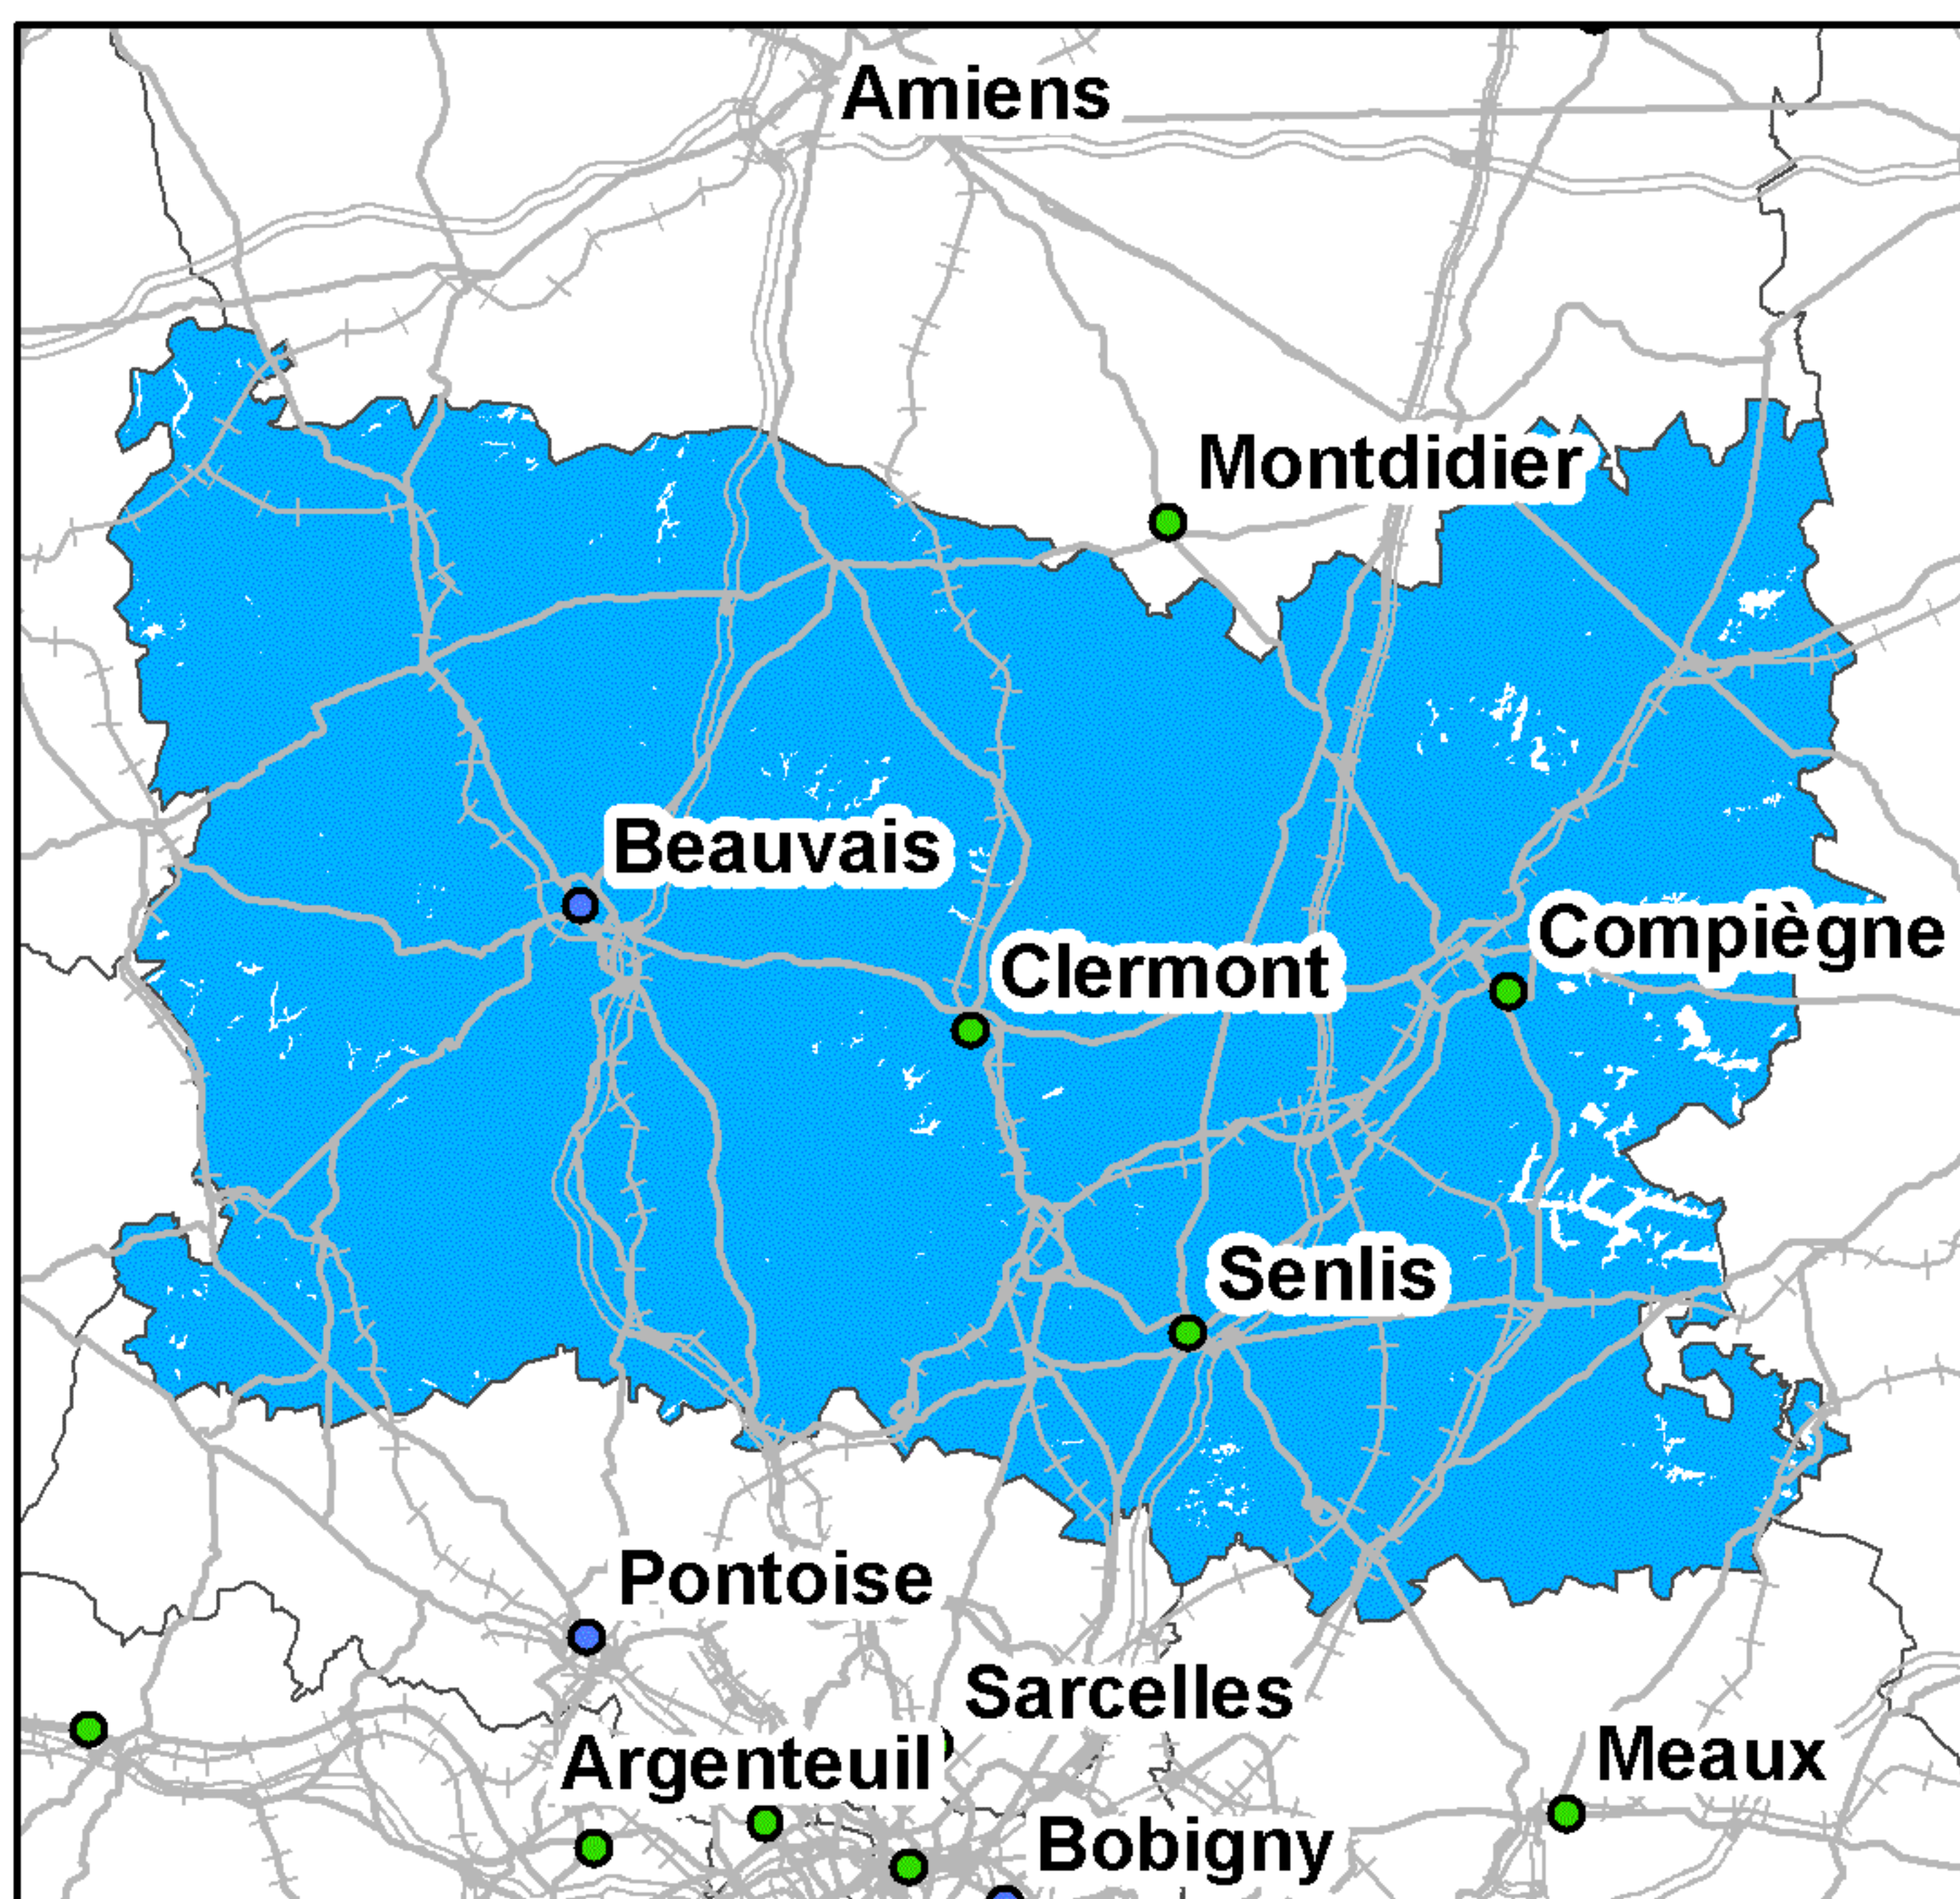 Amiens
Montdidier
Beauvais
Compiègne
Clermont
Senlis
Pontoise
Sarcelles
Argenteuil
Meaux
Bobigny